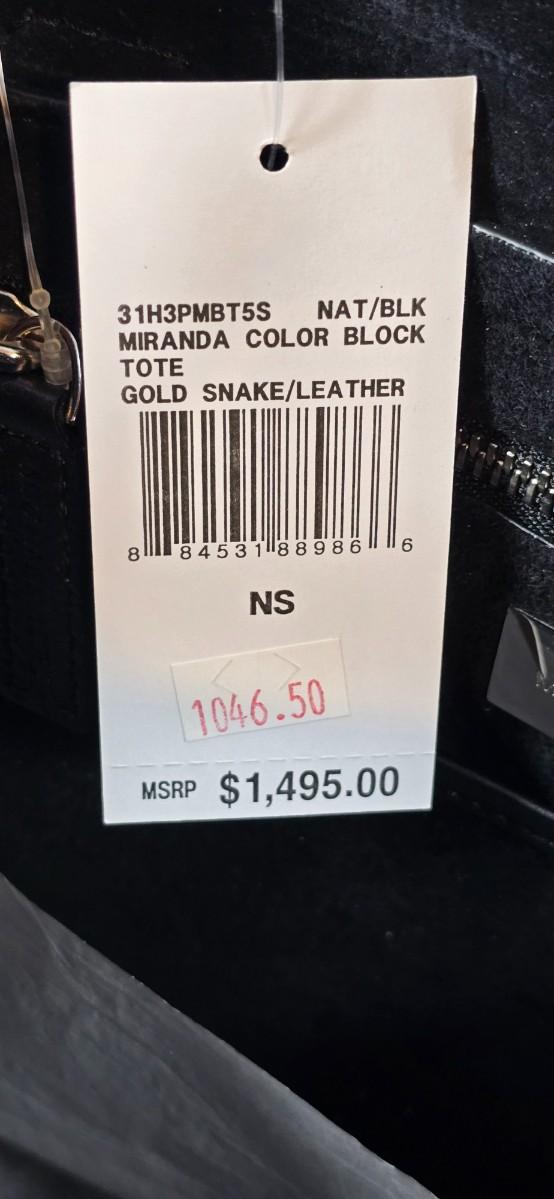 31H3PMBT5S NAT/BLK
MIRANDA COLOR BLOCK
TOTE
GOLD SNAKE/LEATHER
8 84531 88986 6
NS
1046.50
MSRP $1,495.00